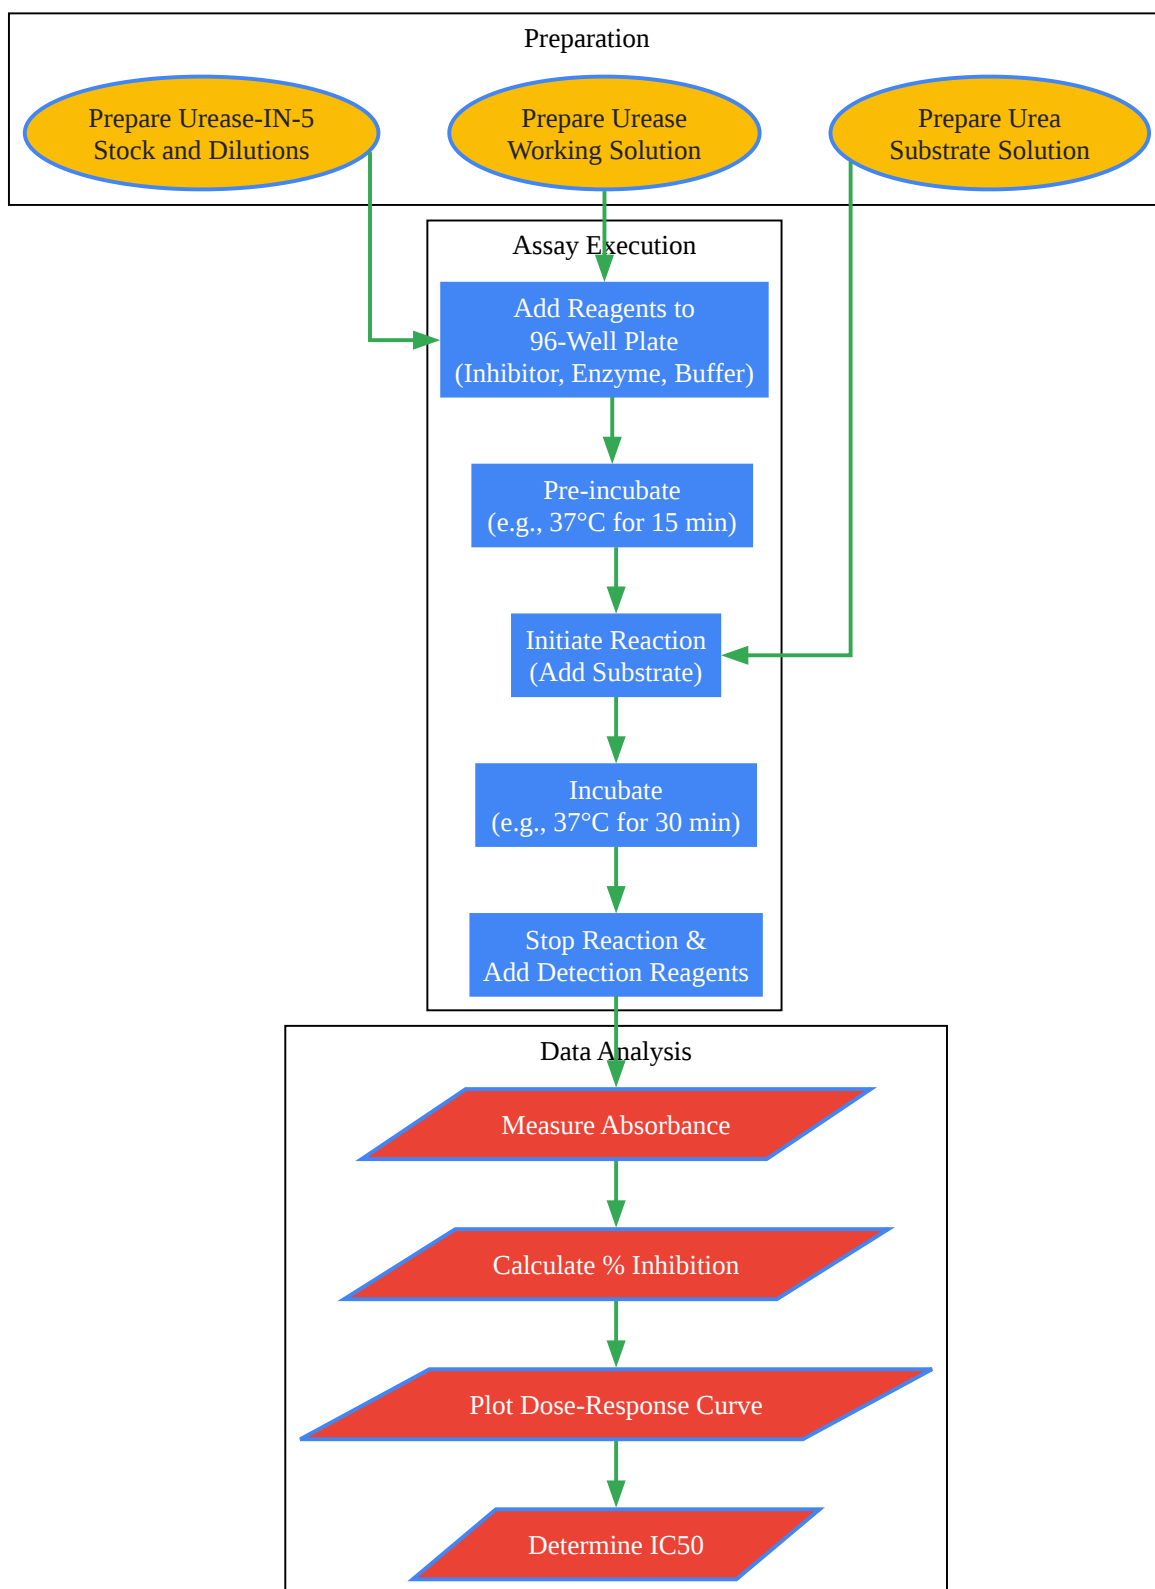 Preparation
Prepare Urease-IN-5
Stock and Dilutions
Prepare Urease
Working Solution
Prepare Urea
Substrate Solution
Assay Execution
Add Reagents to
96-Well Plate
(Inhibitor, Enzyme, Buffer)
Pre-incubate
(e.g., 37°C for 15 min)
Initiate Reaction
(Add Substrate)
Incubate
(e.g., 37°C for 30 min)
Stop Reaction &
Add Detection Reagents
Data Analysis
Measure Absorbance
Calculate % Inhibition
Plot Dose-Response Curve
Determine IC50